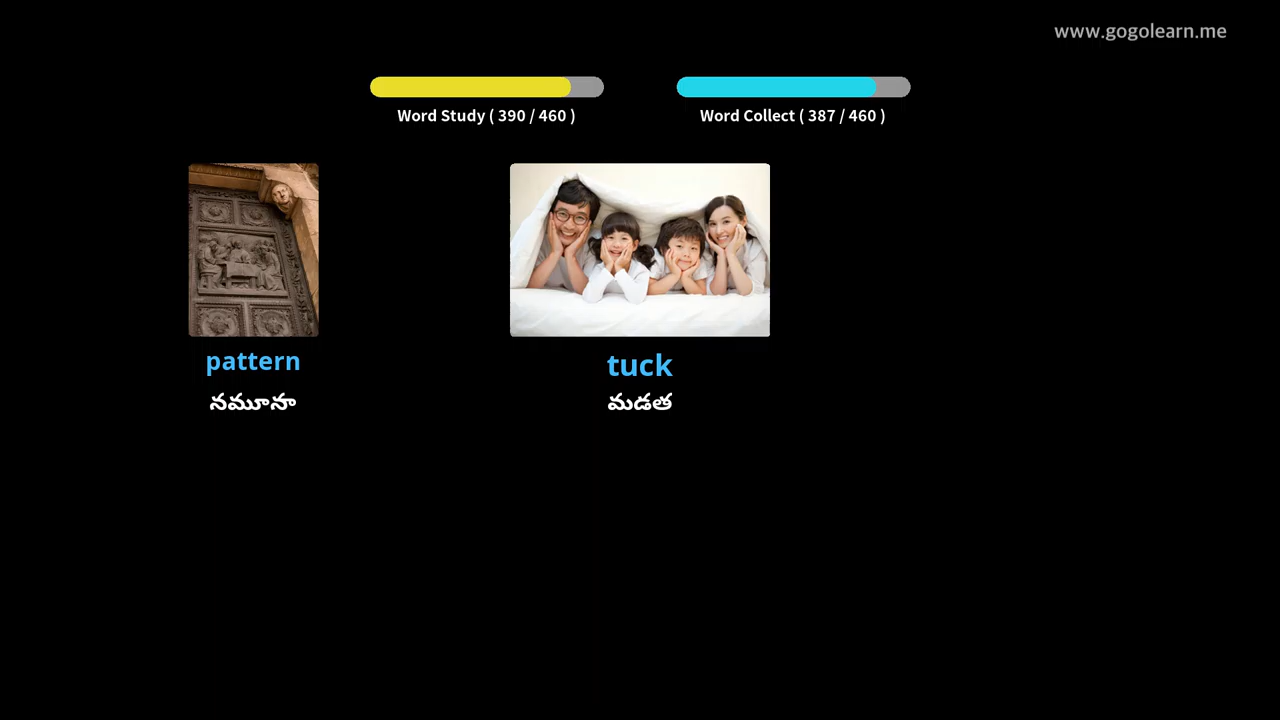 www.gogolearn.me
Word Study ( 390 / 460 )
Word Collect ( 387 / 460 )
pattern
నమూనా
tuck
మడత